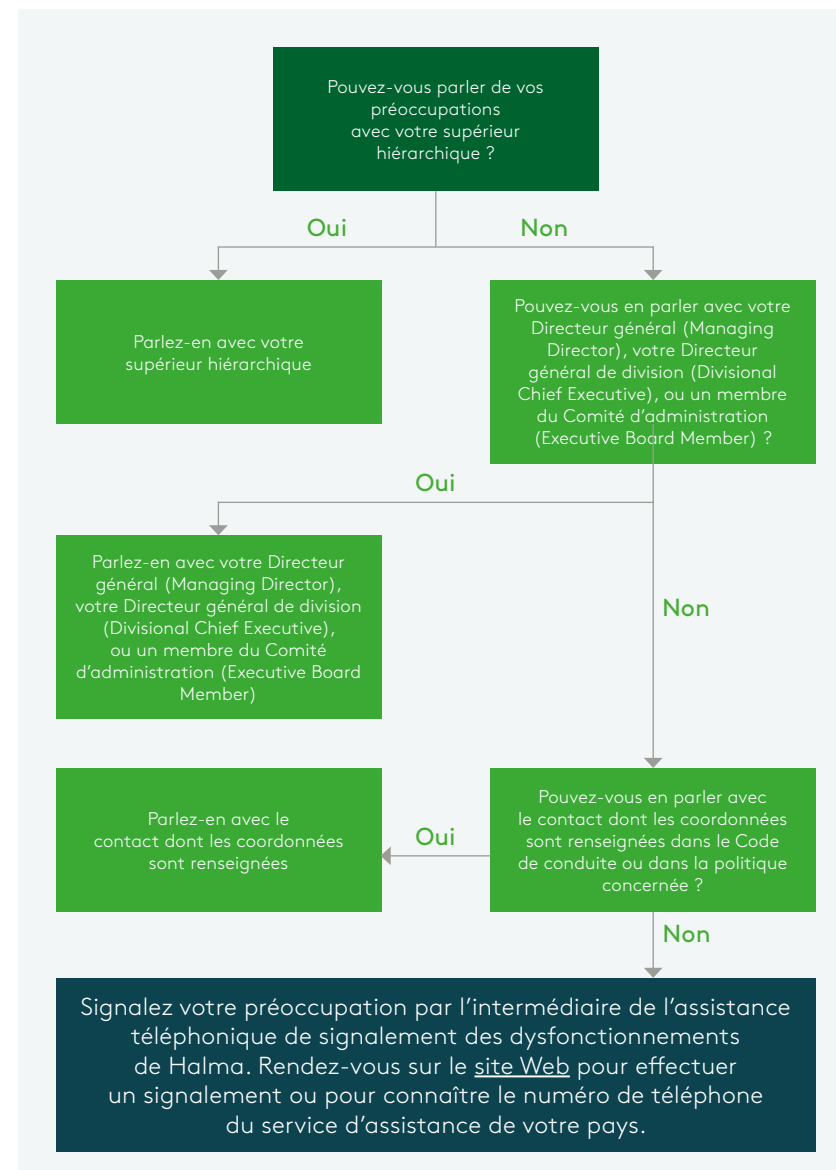 Pouvez-vous parler de vos
préoccupations
avec votre supérieur
hiérarchique ?
Oui
Non
Parlez-en avec votre
supérieur hiérarchique
Pouvez-vous en parler avec votre
Directeur général (Managing
Director), votre Directeur
général de division (Divisional
Chief Executive), ou un membre
du Comité d’administration
(Executive Board Member) ?
Oui
Parlez-en avec votre Directeur
général (Managing Director),
votre Directeur général de division
(Divisional Chief Executive),
ou un membre du Comité
d’administration (Executive Board
Member)
Non
Pouvez-vous en parler avec
le contact dont les coordonnées
sont renseignées dans le Code
de conduite ou dans la politique
concernée ?
Oui
Parlez-en avec le
contact dont les coordonnées
sont renseignées
Non
Signalez votre préoccupation par l’intermédiaire de l’assistance
téléphonique de signalement des dysfonctionnements
de Halma. Rendez-vous sur le site Web pour effectuer
un signalement ou pour connaître le numéro de téléphone
du service d’assistance de votre pays.